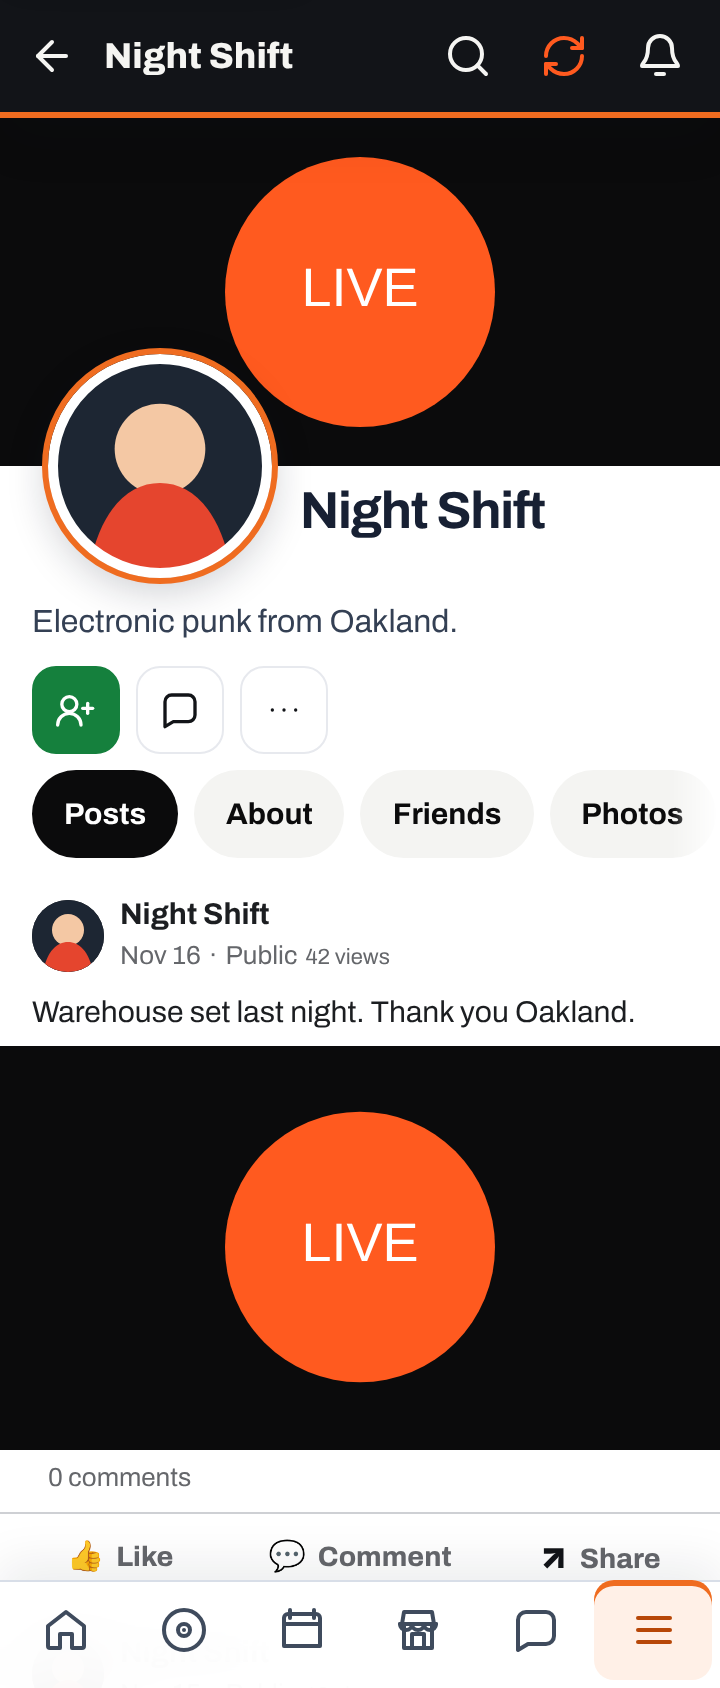 Night Shift
LIVE
Night Shift
Electronic punk from Oakland.
Posts About Friends Photos
Night Shift
Nov 16 · Public 42 views
Warehouse set last night. Thank you Oakland.
LIVE
0 comments
👍 Like 💬 Comment Share